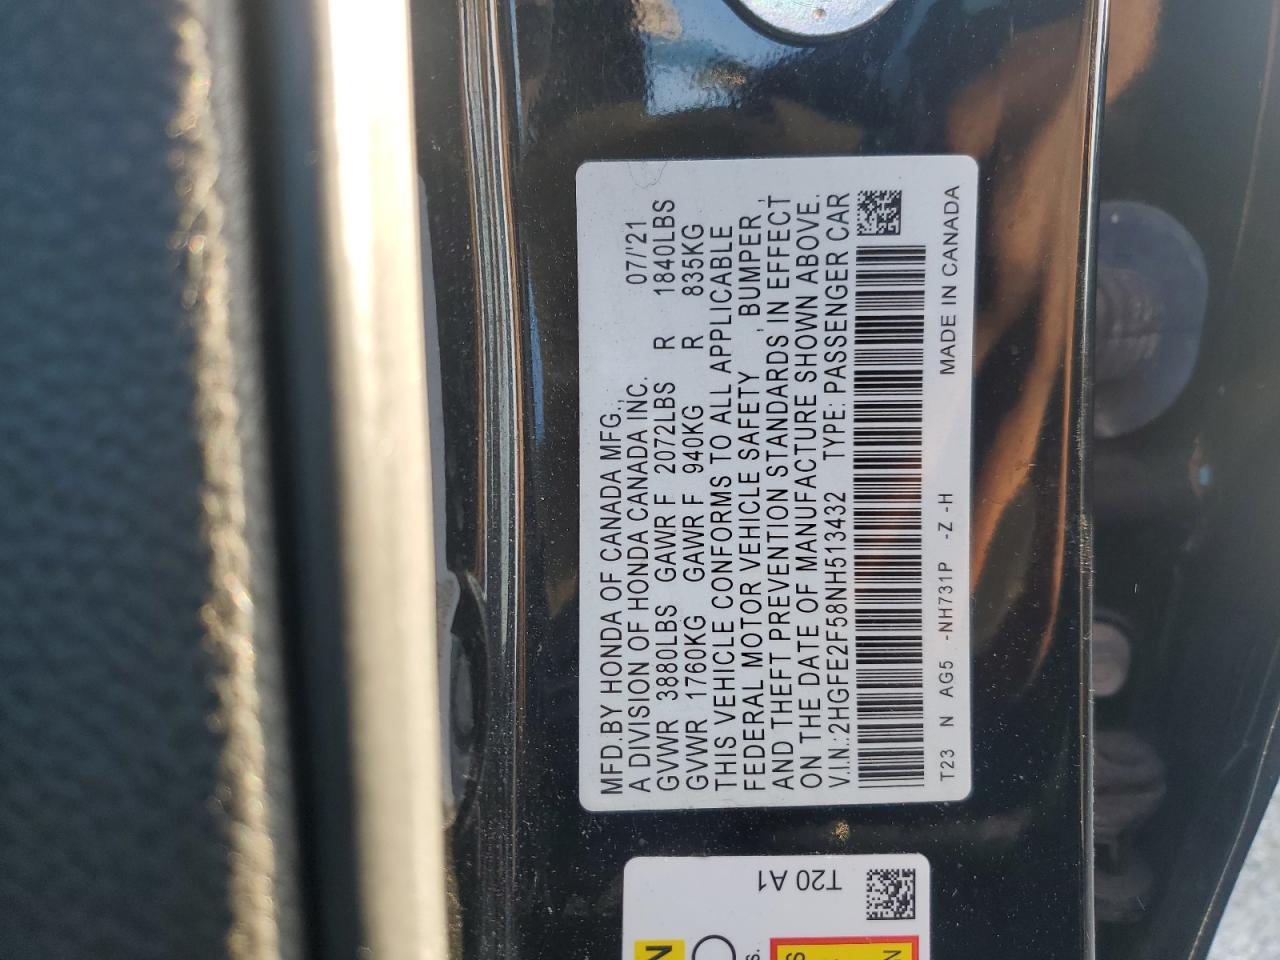 MFD.BY HONDA OF CANADA MFG.,
A DIVISION OF HONDA CANADA INC. 07/'21
GVWR 3880LBS GAWR F 2072LBS R 1840LBS
GVWR 1760KG GAWR F 940KG R 835KG
THIS VEHICLE CONFORMS TO ALL APPLICABLE
FEDERAL MOTOR VEHICLE SAFETY , BUMPER ,
AND THEFT PREVENTION STANDARDS IN EFFECT
ON THE DATE OF MANUFACTURE SHOWN ABOVE.
V.I.N.:2HGFE2F58NH513432 TYPE: PASSENGER CAR
T23 N AG5 -NH731P -Z -H MADE IN CANADA
T20 A1